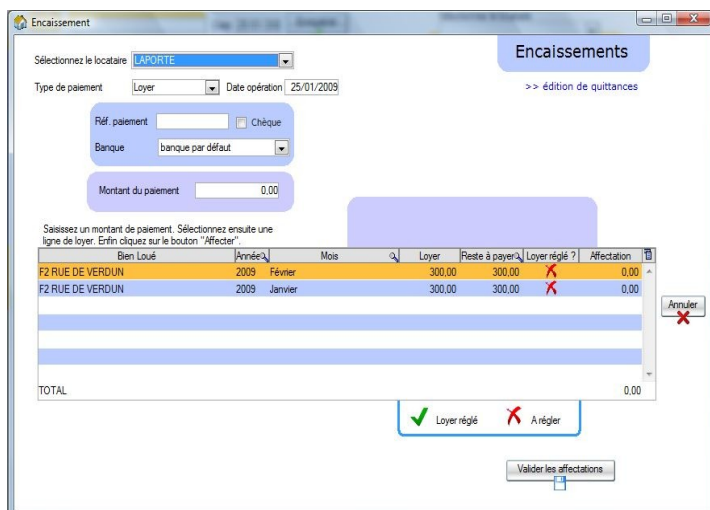 Encaissement
Sélectionnez le locataire LAPORTE
Encaissements
Type de paiement Loyer Date opération 25/01/2009
>> édition de quittances
Réf. paiement Chèque
Banque banque par défaut
Montant du paiement 0,00
Saisissez un montant de paiement. Sélectionnez ensuite une
ligne de loyer. Enfin cliquez sur le bouton "Affecter".
Bien Loué Année Mois Loyer Reste à payer Loyer réglé ? Affectation
F2 RUE DE VERDUN 2009 Février 300,00 300,00 0,00
F2 RUE DE VERDUN 2009 Janvier 300,00 300,00 0,00
Annuler
TOTAL 0,00
Loyer réglé A régler
Valider les affectations